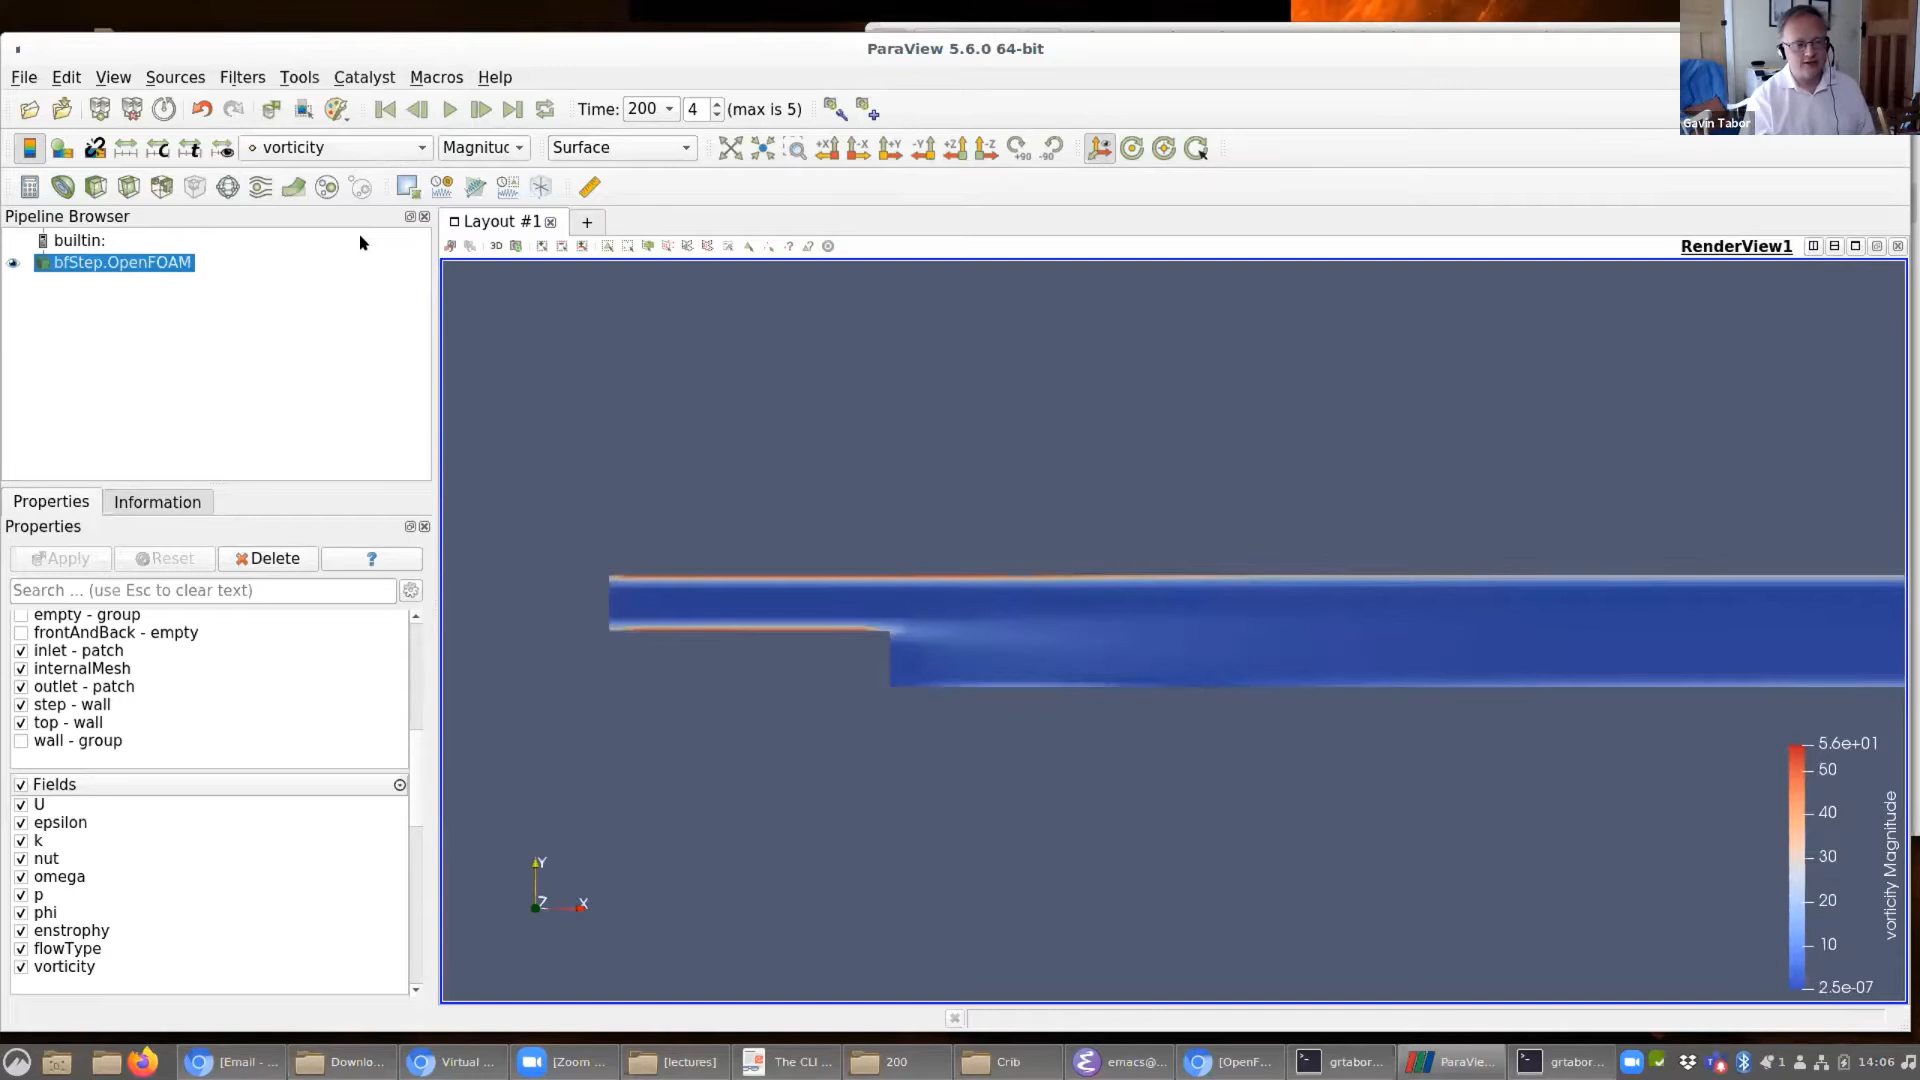 ParaView 5.6.0 64-bit
File Edit View Sources Filters Tools Catalyst Macros Help
Time: 200 4 (max is 5)
Gavin Tabor
vorticity Magnituc Surface
+X -X +Y -Y +Z -Z +90 -90
Pipeline Browser
Layout #1 +
builtin:
3D RenderView1
bfStep.OpenFOAM
Properties Information
Properties
Apply Reset Delete ?
Search ... (use Esc to clear text)
empty - group
frontAndBack - empty
inlet - patch
internalMesh
outlet - patch
step - wall
top - wall
wall - group
Fields
U
epsilon
k
nut
omega
p
phi
enstrophy
flowType
vorticity
Y
Z X
5.6e+01
50
40
30
20
10
2.5e-07
vorticity Magnitude
[Email - ... Downlo... Virtual ... [Zoom ... [lectures] The CLI ... 200 Crib emacs@... [OpenF... grtabor... ParaVie... grtabor... 1 14:06